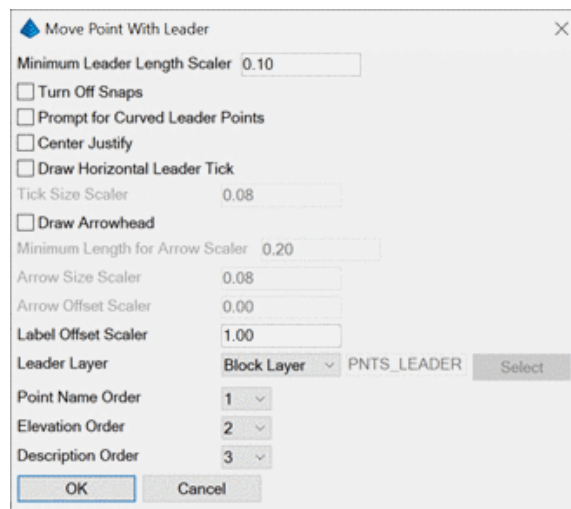 Move Point With Leader
Minimum Leader Length Scaler 0.10
Turn Off Snaps
Prompt for Curved Leader Points
Center Justify
Draw Horizontal Leader Tick
Tick Size Scaler 0.08
Draw Arrowhead
Minimum Length for Arrow Scaler 0.20
Arrow Size Scaler 0.08
Arrow Offset Scaler 0.00
Label Offset Scaler 1.00
Leader Layer Block Layer PNTS_LEADER Select
Point Name Order 1
Elevation Order 2
Description Order 3
OK Cancel